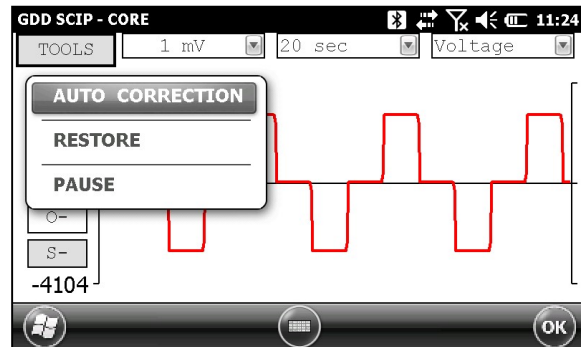 GDD SCIP - CORE 11:24
TOOLS 1 mV 20 sec Voltage
AUTO CORRECTION
RESTORE
PAUSE
O-
S-
-4104
OK